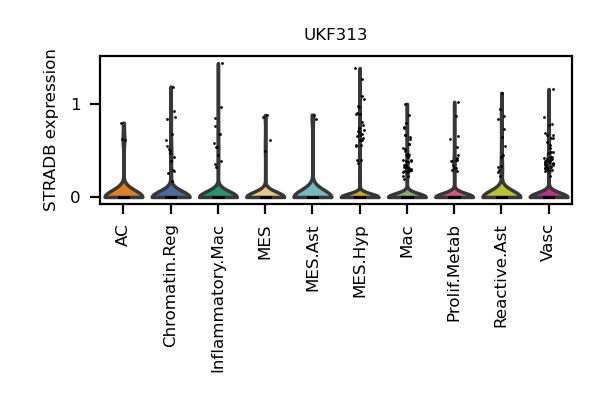 UKF313
STRADB expression
1
0
AC
Chromatin.Reg
Inflammatory.Mac
MES
MES.Ast
MES.Hyp
Mac
Prolif.Metab
Reactive.Ast
Vasc